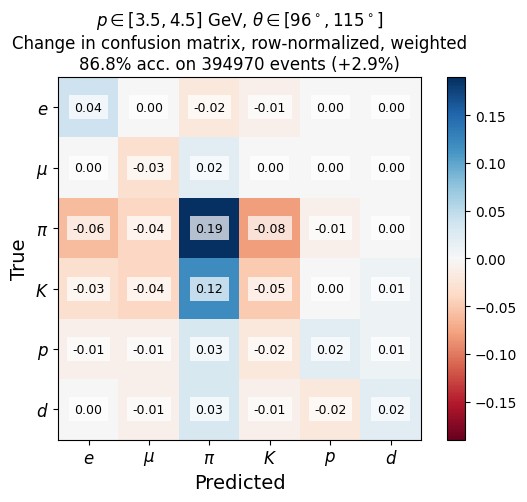 p ∈ [3.5, 4.5] GeV, θ ∈ [96°, 115°]
Change in confusion matrix, row-normalized, weighted
86.8% acc. on 394970 events (+2.9%)
True
e 0.04 0.00 -0.02 -0.01 0.00 0.00
μ 0.00 -0.03 0.02 0.00 0.00 0.00
π -0.06 -0.04 0.19 -0.08 -0.01 0.00
K -0.03 -0.04 0.12 -0.05 0.00 0.01
p -0.01 -0.01 0.03 -0.02 0.02 0.01
d 0.00 -0.01 0.03 -0.01 -0.02 0.02
e μ π K p d
Predicted
0.15
0.10
0.05
0.00
−0.05
−0.10
−0.15